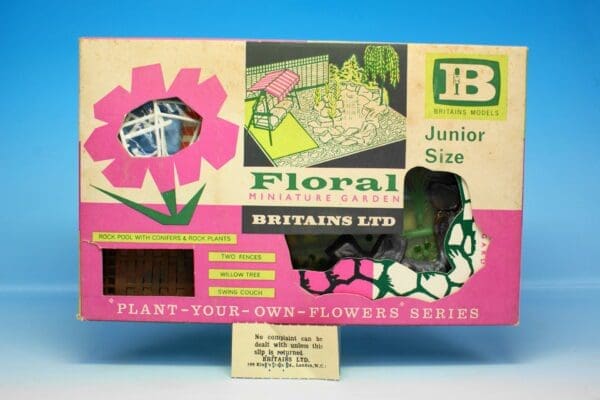 B
BRITAINS MODELS
Junior
Size
Floral
MINIATURE GARDEN
BRITAINS LTD
ROCK POOL WITH CONIFERS & ROCK PLANTS
TWO FENCES
WILLOW TREE
SWING COUCH
"PLANT-YOUR-OWN-FLOWERS" SERIES
No complaint can be
dealt with unless this
slip is returned
BRITAINS LTD.
London, N.